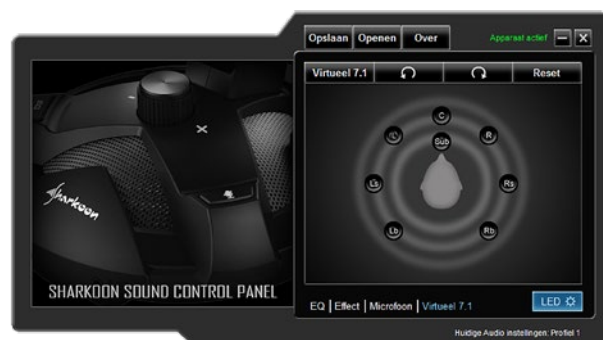 Opslaan Openen Over Apparaat actief
Virtueel 7.1 Reset
C
L R
Sub
Ls Rs
Lb Rb
Sharkoon
SHARKOON SOUND CONTROL PANEL
EQ | Effect | Microfoon | Virtueel 7.1 LED
Huidige Audio instellingen: Profiel 1